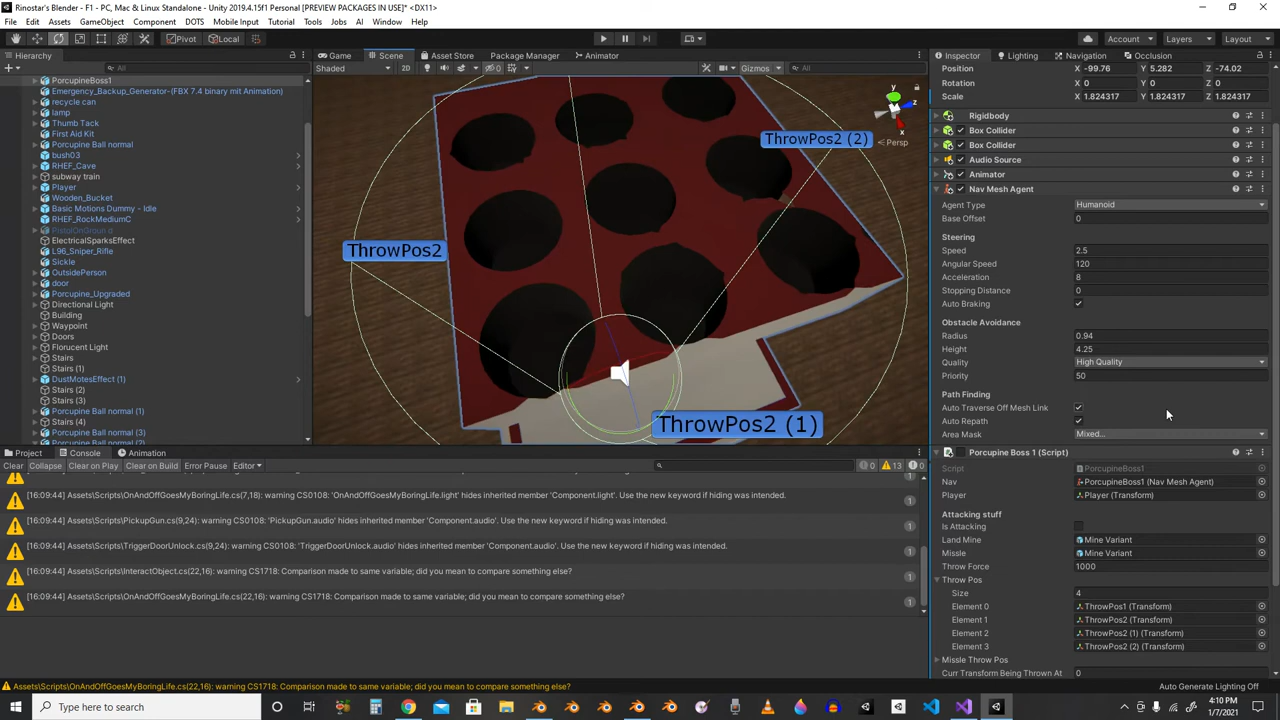 Rinostar's Blender - F1 - PC, Mac & Linux Standalone - Unity 2019.4.15f1 Personal [PREVIEW PACKAGES IN USE]* <DX11>
File Edit Assets GameObject Component DOTS Mobile Input Tutorial Tools Jobs AI Window Help
Pivot Local Account Layers Layout
Hierarchy
All
PorcupineBoss1
Emergency_Backup_Generator-(FBX 7.4 binary mit Animation)
recycle can
lamp
Thumb Tack
First Aid Kit
Porcupine Ball normal
bush03
RHEF_Cave
subway train
Player
Wooden_Bucket
Basic Motions Dummy - Idle
RHEF_RockMediumC
PistolOnGroun d
ElectricalSparksEffect
L96_Sniper_Rifle
Sickle
OutsidePerson
door
Porcupine_Upgraded
Directional Light
Building
Waypoint
Doors
Florucent Light
Stairs
Stairs (1)
DustMotesEffect (1)
Stairs (2)
Stairs (3)
Porcupine Ball normal (1)
Stairs (4)
Porcupine Ball normal (3)
Game Scene Asset Store Package Manager Animator
Shaded 2D 0 Gizmos All
ThrowPos2 (2)
Persp
ThrowPos2
ThrowPos2 (1)
Inspector Lighting Navigation Occlusion
Position X -99.76 Y 5.282 Z -74.02
Rotation X 0 Y 0 Z 0
Scale X 1.824317 Y 1.824317 Z 1.824317
Rigidbody
Box Collider
Box Collider
Audio Source
Animator
Nav Mesh Agent
Agent Type Humanoid
Base Offset 0
Steering
Speed 2.5
Angular Speed 120
Acceleration 8
Stopping Distance 0
Auto Braking
Obstacle Avoidance
Radius 0.94
Height 4.25
Quality High Quality
Priority 50
Path Finding
Auto Traverse Off Mesh Link
Auto Repath
Area Mask Mixed...
Porcupine Boss 1 (Script)
Script PorcupineBoss1
Nav PorcupineBoss1 (Nav Mesh Agent)
Player Player (Transform)
Attacking stuff
Is Attacking
Land Mine Mine Variant
Missle Mine Variant
Throw Force 1000
Throw Pos
Size 4
Element 0 ThrowPos1 (Transform)
Element 1 ThrowPos2 (Transform)
Element 2 ThrowPos2 (1) (Transform)
Element 3 ThrowPos2 (2) (Transform)
Missle Throw Pos
Curr Transform Being Thrown At 0
Project Console Animation
Clear Collapse Clear on Play Clear on Build Error Pause Editor 0 13 0
[16:09:44] Assets\Scripts\OnAndOffGoesMyBoringLife.cs(7,18): warning CS0108: 'OnAndOffGoesMyBoringLife.light' hides inherited member 'Component.light'. Use the new keyword if hiding was intended. 1
[16:09:44] Assets\Scripts\PickupGun.cs(9,24): warning CS0108: 'PickupGun.audio' hides inherited member 'Component.audio'. Use the new keyword if hiding was intended. 1
[16:09:44] Assets\Scripts\TriggerDoorUnlock.cs(9,24): warning CS0108: 'TriggerDoorUnlock.audio' hides inherited member 'Component.audio'. Use the new keyword if hiding was intended. 1
[16:09:44] Assets\Scripts\InteractObject.cs(22,16): warning CS1718: Comparison made to same variable; did you mean to compare something else? 1
[16:09:44] Assets\Scripts\OnAndOffGoesMyBoringLife.cs(22,16): warning CS1718: Comparison made to same variable; did you mean to compare something else? 1
Assets\Scripts\OnAndOffGoesMyBoringLife.cs(22,16): warning CS1718: Comparison made to same variable; did you mean to compare something else?
Auto Generate Lighting Off
Type here to search
4:10 PM
1/7/2021